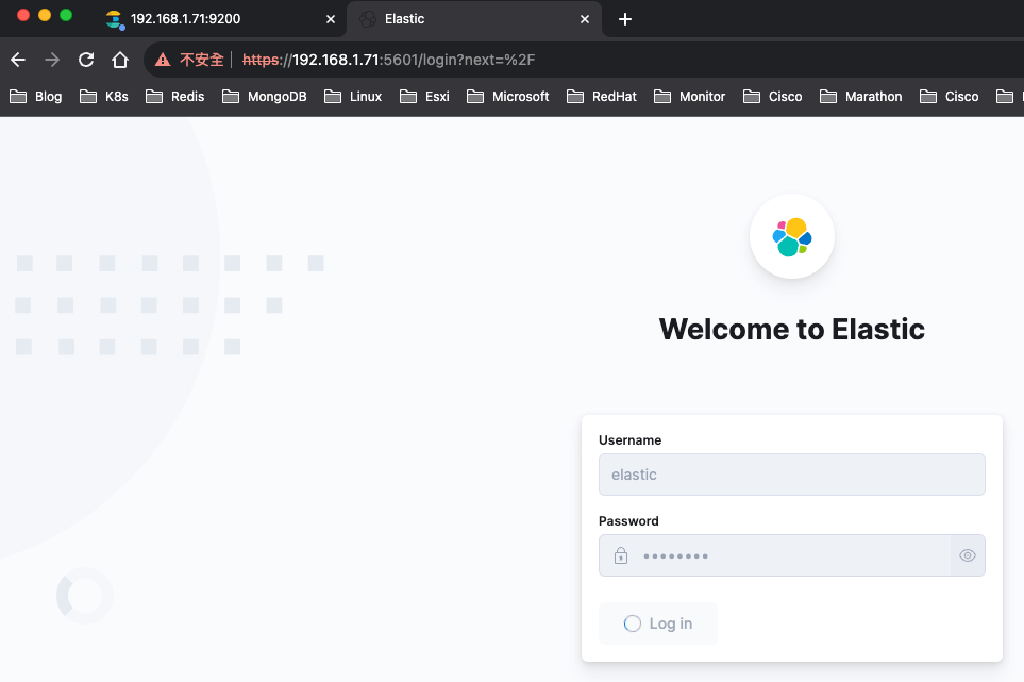 192.168.1.71:9200
Elastic
不安全 https://192.168.1.71:5601/login?next=%2F
Blog K8s Redis MongoDB Linux Esxi Microsoft RedHat Monitor Cisco Marathon Cisco
Welcome to Elastic
Username
elastic
Password
••••••••
Log in